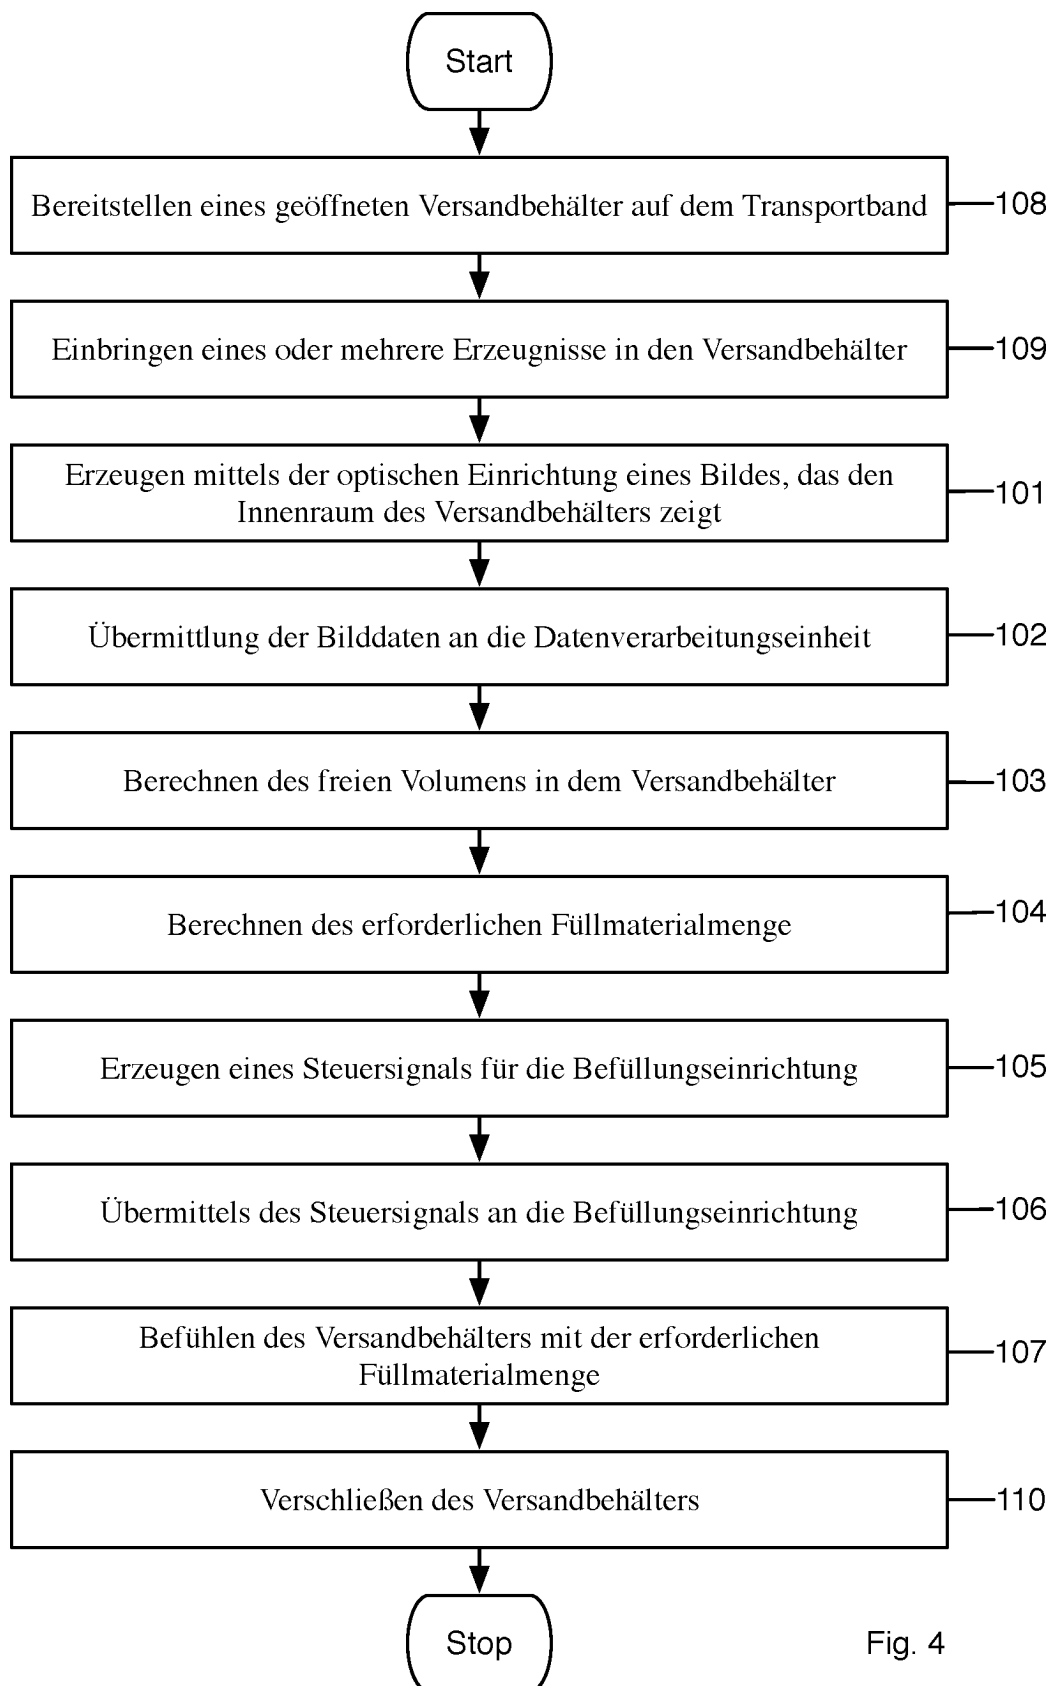 Start
Bereitstellen eines geöffneten Versandbehälter auf dem Transportband
108
Einbringen eines oder mehrere Erzeugnisse in den Versandbehälter
109
Erzeugen mittels der optischen Einrichtung eines Bildes, das den
Innenraum des Versandbehälters zeigt
101
Übermittlung der Bilddaten an die Datenverarbeitungseinheit
102
Berechnen des freien Volumens in dem Versandbehälter
103
Berechnen des erforderlichen Füllmaterialmenge
104
Erzeugen eines Steuersignals für die Befüllungseinrichtung
105
Übermittels des Steuersignals an die Befüllungseinrichtung
106
Befühlen des Versandbehälters mit der erforderlichen
Füllmaterialmenge
107
Verschließen des Versandbehälters
110
Stop
Fig. 4